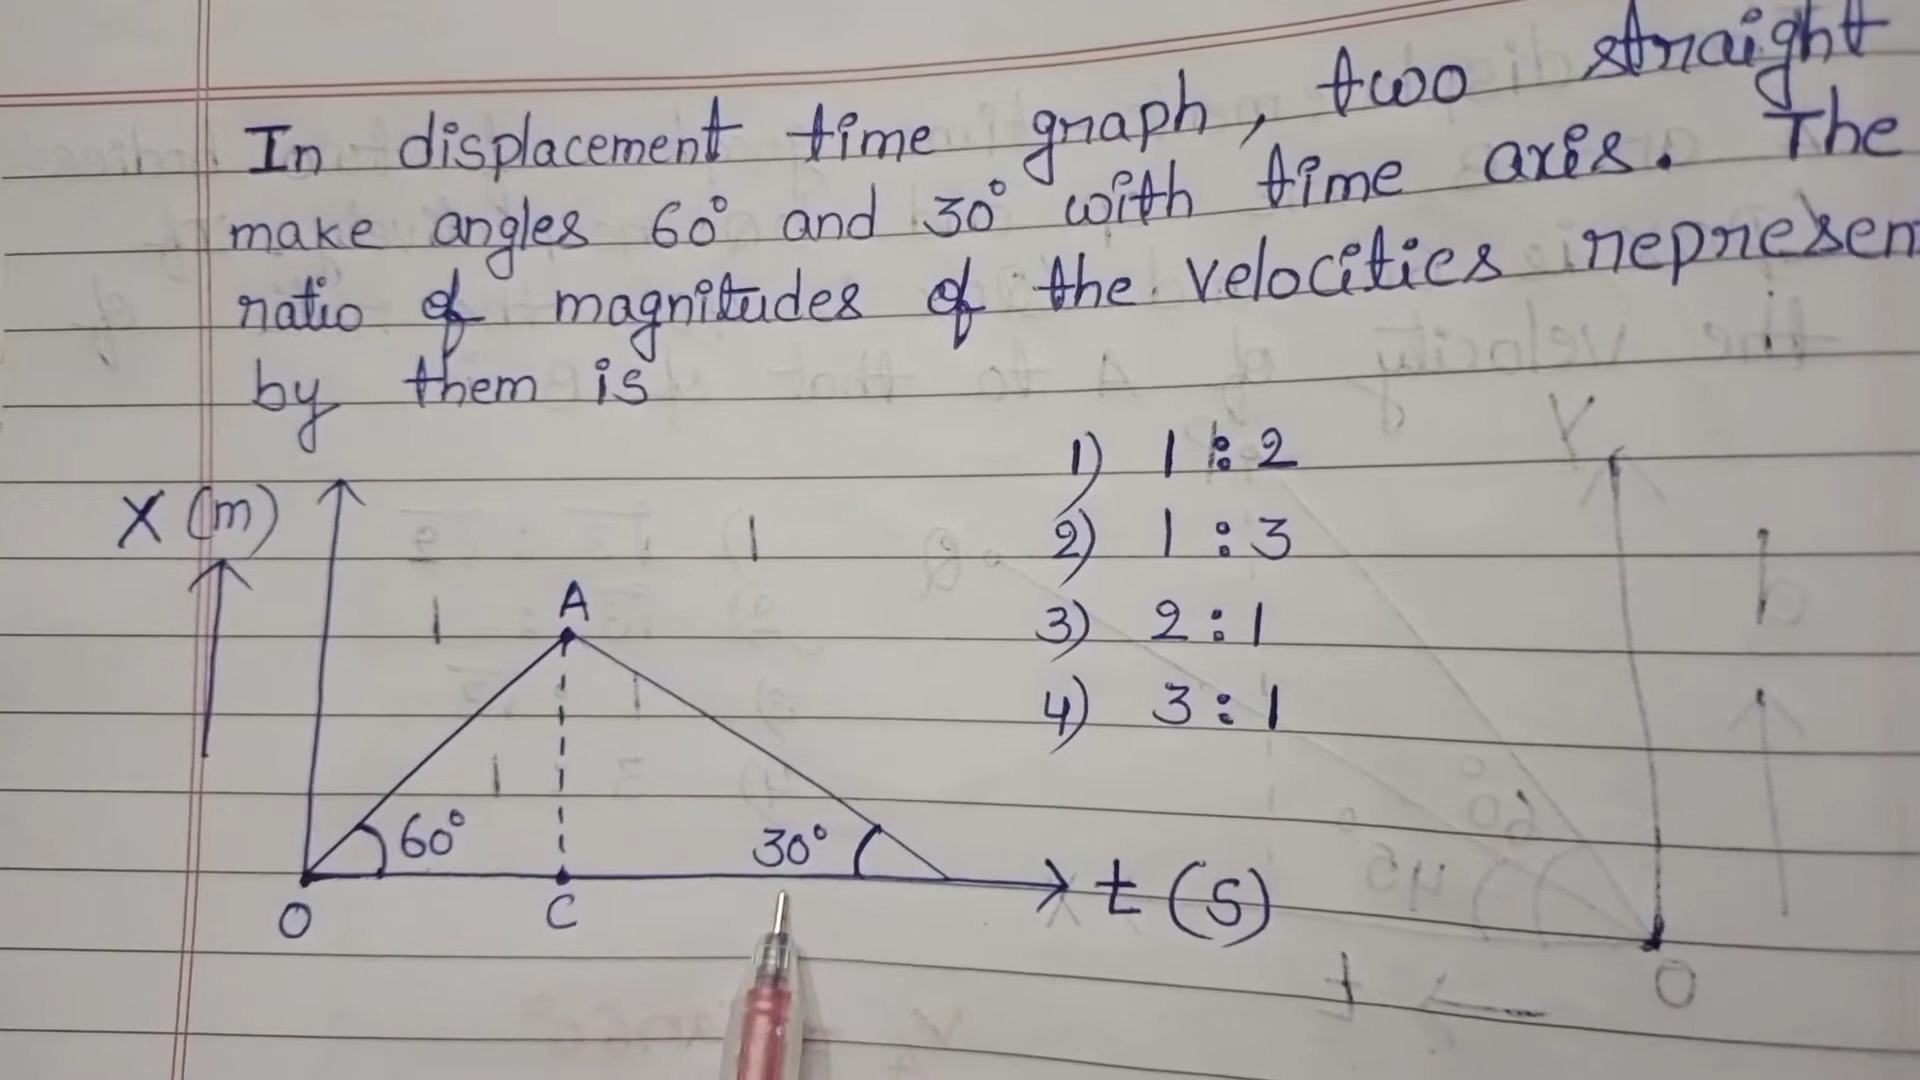 In displacement time graph, two straight
make angles 60° and 30° with time axis. The
ratio of magnitudes of the velocities represen
by them is
1) 1 : 2
2) 1 : 3
3) 2 : 1
4) 3 : 1
X (m)
A
60°
30°
O
C
t (s)